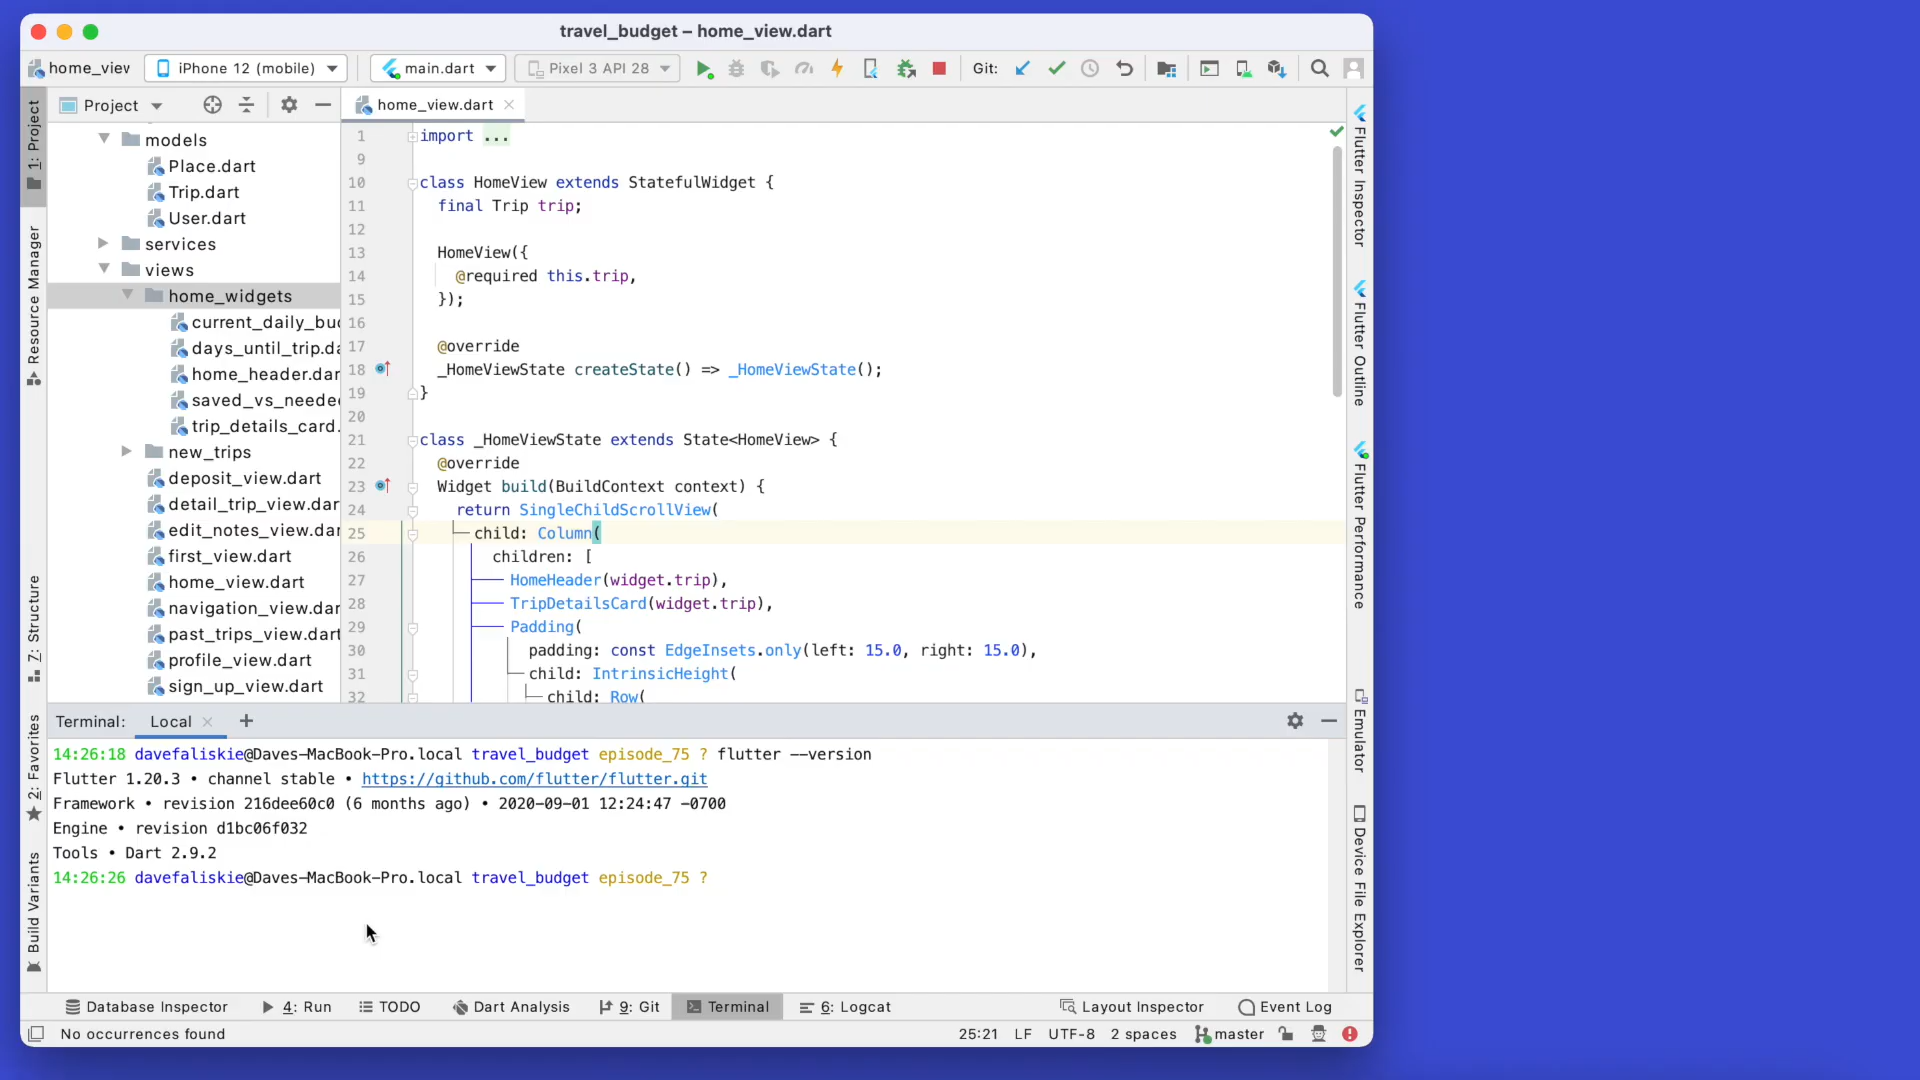 travel_budget – home_view.dart
home_view
iPhone 12 (mobile)
main.dart
Pixel 3 API 28
Git:
Project
home_view.dart
1: Project
Resource Manager
7: Structure
2: Favorites
Build Variants
models
Place.dart
Trip.dart
User.dart
services
views
home_widgets
current_daily_bu
days_until_trip.da
home_header.dar
saved_vs_neede
trip_details_card.
new_trips
deposit_view.dart
detail_trip_view.dar
edit_notes_view.dar
first_view.dart
home_view.dart
navigation_view.dar
past_trips_view.dart
profile_view.dart
sign_up_view.dart
1 import ...
9
10 class HomeView extends StatefulWidget {
11 final Trip trip;
12
13 HomeView({
14 @required this.trip,
15 });
16
17 @override
18 _HomeViewState createState() => _HomeViewState();
19 }
20
21 class _HomeViewState extends State<HomeView> {
22 @override
23 Widget build(BuildContext context) {
24 return SingleChildScrollView(
25 child: Column(
26 children: [
27 HomeHeader(widget.trip),
28 TripDetailsCard(widget.trip),
29 Padding(
30 padding: const EdgeInsets.only(left: 15.0, right: 15.0),
31 child: IntrinsicHeight(
32 child: Row(
Flutter Inspector
Flutter Outline
Flutter Performance
Emulator
Device File Explorer
Terminal: Local
14:26:18 davefaliskie@Daves-MacBook-Pro.local travel_budget episode_75 ? flutter --version
Flutter 1.20.3 • channel stable • https://github.com/flutter/flutter.git
Framework • revision 216dee60c0 (6 months ago) • 2020-09-01 12:24:47 -0700
Engine • revision d1bc06f032
Tools • Dart 2.9.2
14:26:26 davefaliskie@Daves-MacBook-Pro.local travel_budget episode_75 ?
Database Inspector 4: Run TODO Dart Analysis 9: Git Terminal 6: Logcat Layout Inspector Event Log
No occurrences found 25:21 LF UTF-8 2 spaces master